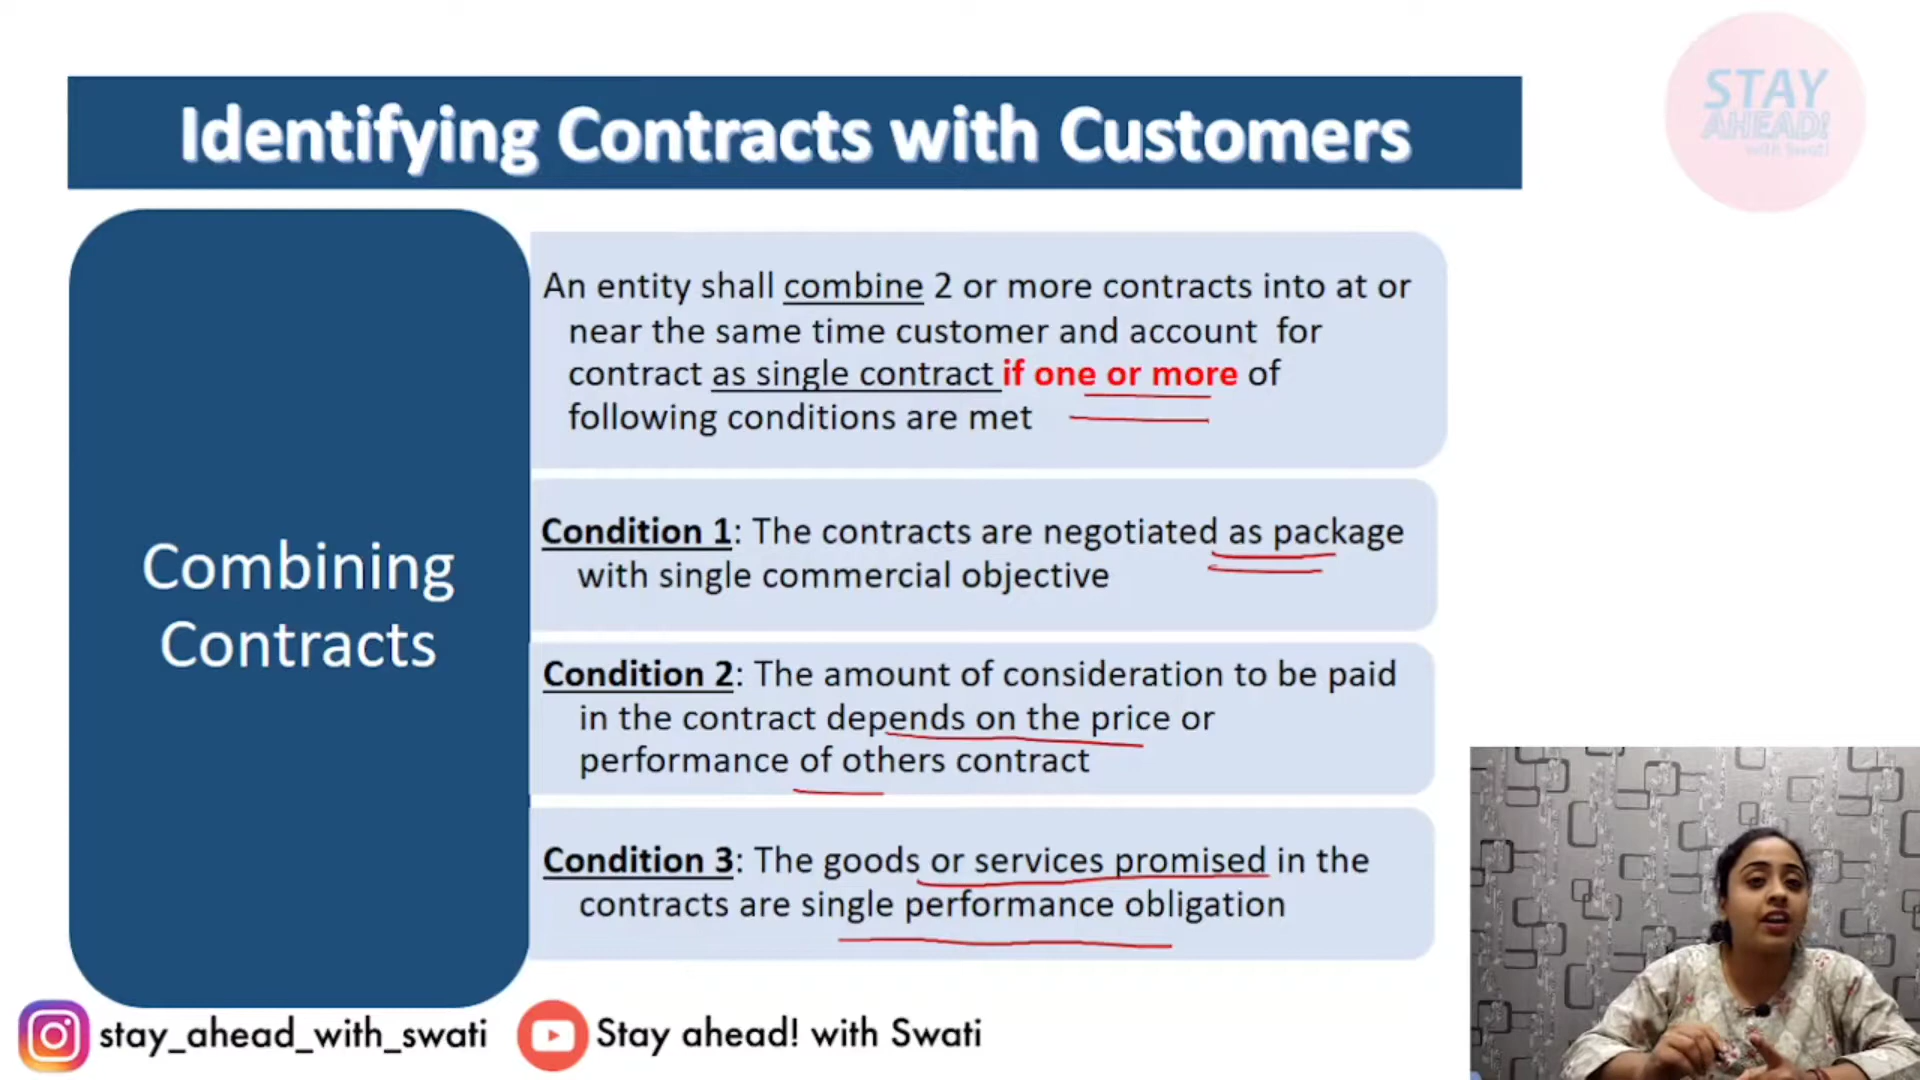 Identifying Contracts with Customers
STAY
AHEAD!
with Swati
An entity shall combine 2 or more contracts into at or
near the same time customer and account for
contract as single contract if one or more of
following conditions are met
Combining
Contracts
Condition 1: The contracts are negotiated as package
with single commercial objective
Condition 2: The amount of consideration to be paid
in the contract depends on the price or
performance of others contract
Condition 3: The goods or services promised in the
contracts are single performance obligation
stay_ahead_with_swati
Stay ahead! with Swati